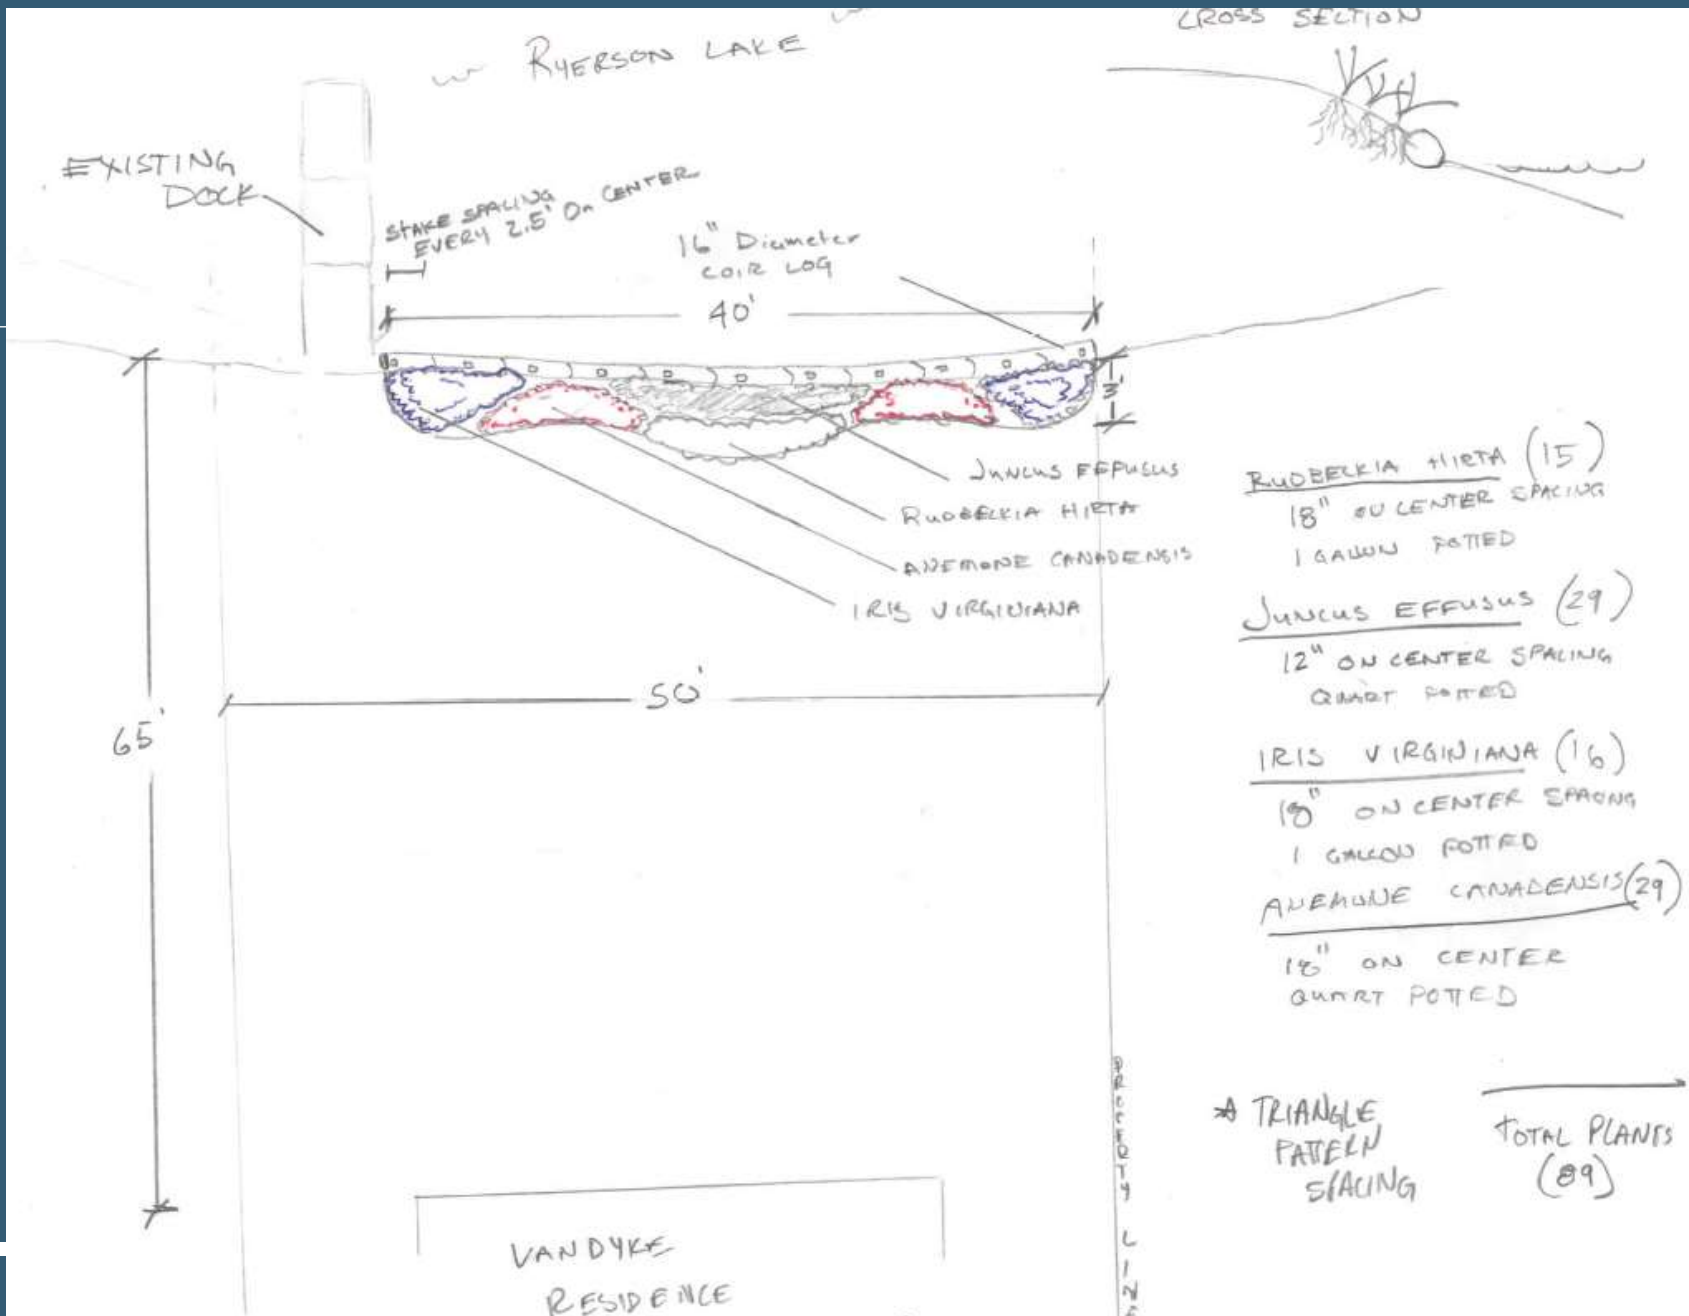 CROSS SECTION
RYERSON LAKE
EXISTING
DOCK
STAKE SPACING
EVERY 2.5' ON CENTER
16" Diameter
COIR LOG
40'
3'
JUNCUS EFFUSUS
RUDBECKIA HIRTA
ANEMONE CANADENSIS
IRIS VIRGINIANA
50'
65'
RUDBECKIA HIRTA (15)
18" ON CENTER SPACING
1 GALLON POTTED
JUNCUS EFFUSUS (29)
12" ON CENTER SPACING
QUART POTTED
IRIS VIRGINIANA (16)
18" ON CENTER SPACING
1 GALLON POTTED
ANEMONE CANADENSIS (29)
18" ON CENTER
QUART POTTED
* TRIANGLE
PATTERN
SPACING
TOTAL PLANTS
(89)
PROPERTY LINE
VANDYKE
RESIDENCE